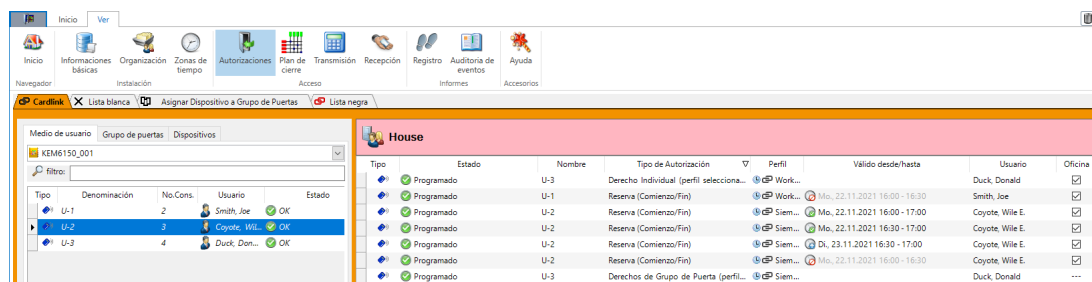 Inicio Ver
Inicio Informaciones básicas Organización Zonas de tiempo Autorizaciones Plan de cierre Transmisión Recepción Registro Auditoría de eventos Ayuda
Navegador Instalación Acceso Informes Accesorios
Cardlink Lista blanca Asignar Dispositivo a Grupo de Puertas Lista negra
Medio de usuario Grupo de puertas Dispositivos
KEM6150_001
filtro:
Tipo Denominación No.Cons. Usuario Estado
U-1 2 Smith, Joe OK
U-2 3 Coyote, Wil... OK
U-3 4 Duck, Don... OK
House
Tipo Estado Nombre Tipo de Autorización Perfil Válido desde/hasta Usuario Oficina
Programado U-3 Derecho Individual (perfil selecciona... Work... Duck, Donald
Programado U-1 Reserva (Comienzo/Fin) Work... Mo., 22.11.2021 16:00 - 16:30 Smith, Joe
Programado U-2 Reserva (Comienzo/Fin) Siem... Mo., 22.11.2021 16:00 - 17:00 Coyote, Wile E.
Programado U-2 Reserva (Comienzo/Fin) Siem... Mo., 22.11.2021 16:30 - 17:00 Coyote, Wile E.
Programado U-2 Reserva (Comienzo/Fin) Siem... Di., 23.11.2021 16:30 - 17:00 Coyote, Wile E.
Programado U-2 Reserva (Comienzo/Fin) Siem... Mo., 22.11.2021 16:00 - 16:30 Coyote, Wile E.
Programado U-3 Derechos de Grupo de Puerta (perfil... Siem... Duck, Donald ---